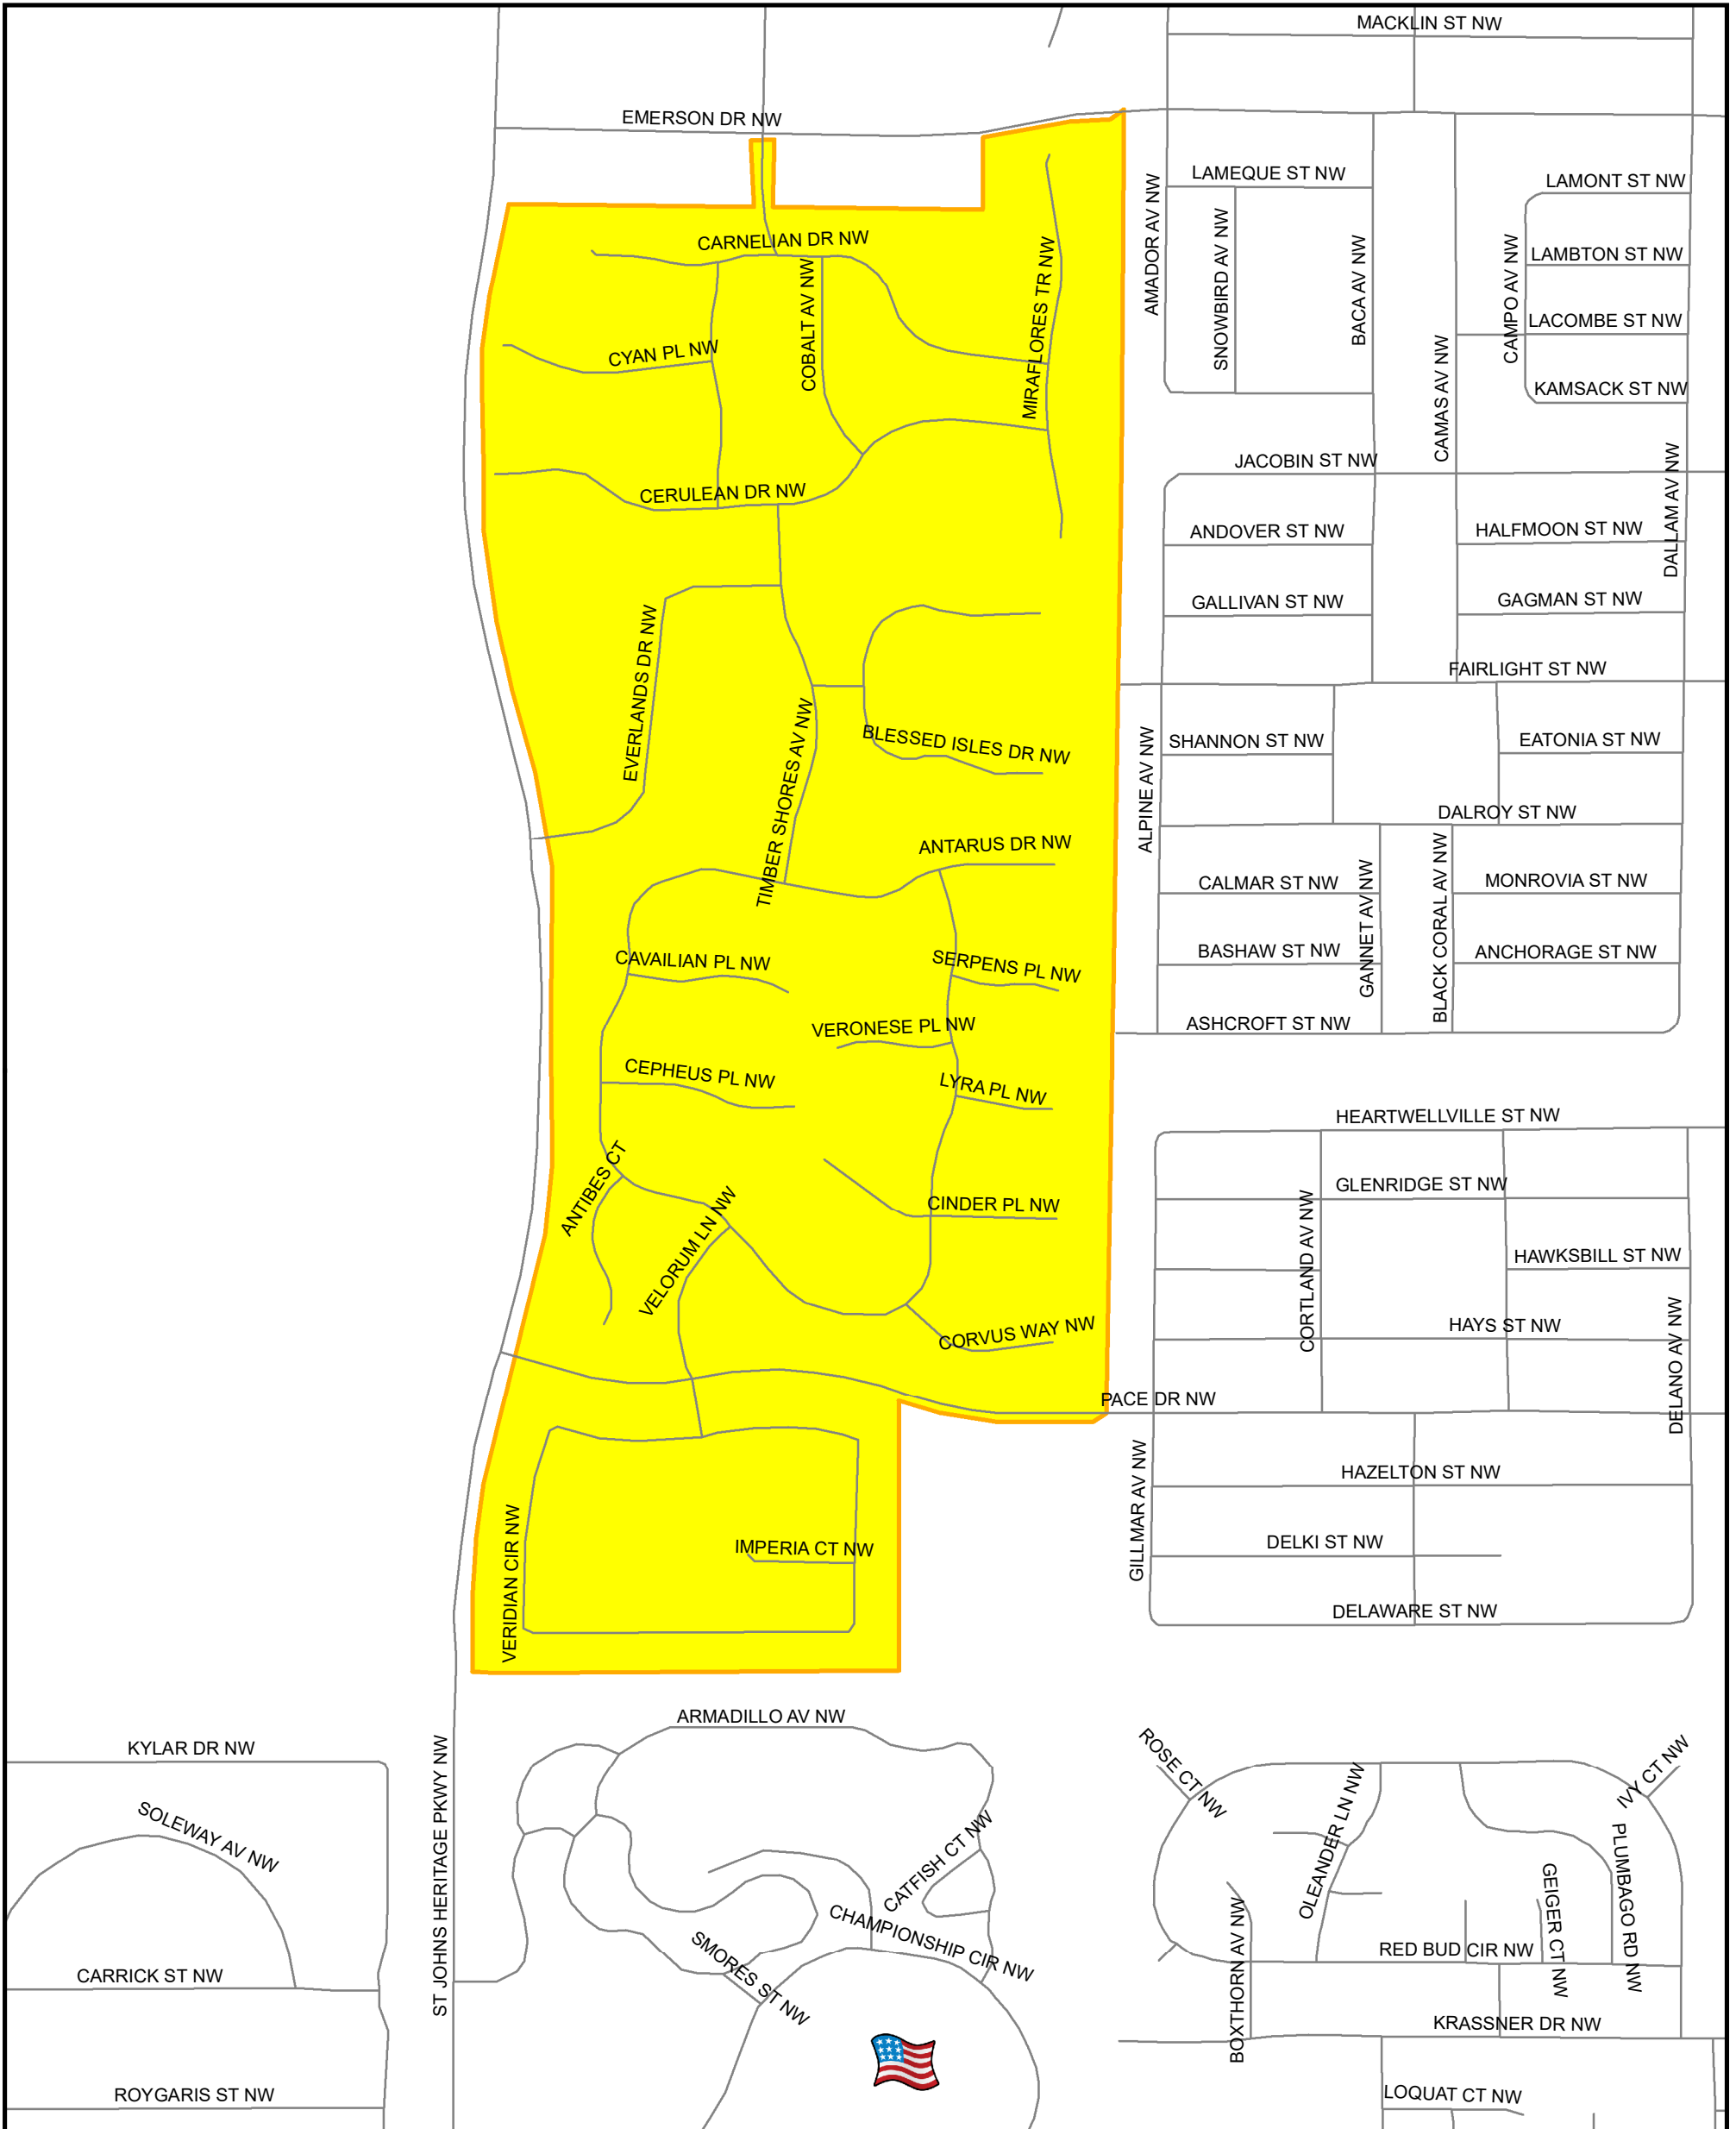 MACKLIN ST NW
EMERSON DR NW
LAMEQUE ST NW
LAMONT ST NW
AMADOR AV NW
SNOWBIRD AV NW
BACA AV NW
CAMPO AV NW
LAMBTON ST NW
CARNELIAN DR NW
COBALT AV NW
MIRAFLORES TR NW
LACOMBE ST NW
CYAN PL NW
CAMAS AV NW
KAMSACK ST NW
JACOBIN ST NW
DALLAM AV NW
CERULEAN DR NW
ANDOVER ST NW
HALFMOON ST NW
GALLIVAN ST NW
GAGMAN ST NW
EVERLANDS DR NW
FAIRLIGHT ST NW
TIMBER SHORES AV NW
BLESSED ISLES DR NW
ALPINE AV NW
SHANNON ST NW
EATONIA ST NW
DALROY ST NW
ANTARUS DR NW
CALMAR ST NW
GANNET AV NW
BLACK CORAL AV NW
MONROVIA ST NW
CAVAILIAN PL NW
SERPENS PL NW
BASHAW ST NW
ANCHORAGE ST NW
VERONESE PL NW
ASHCROFT ST NW
CEPHEUS PL NW
LYRA PL NW
HEARTWELLVILLE ST NW
ANTIBES CT
VELORUM LN NW
CINDER PL NW
GLENRIDGE ST NW
CORTLAND AV NW
HAWKSBILL ST NW
CORVUS WAY NW
HAYS ST NW
DELANO AV NW
PACE DR NW
GILLMAR AV NW
HAZELTON ST NW
VERIDIAN CIR NW
IMPERIA CT NW
DELKI ST NW
DELAWARE ST NW
ARMADILLO AV NW
KYLAR DR NW
ST JOHNS HERITAGE PKWY NW
ROSE CT NW
IVY CT NW
SOLEWAY AV NW
CATFISH CT NW
OLEANDER LN NW
PLUMBAGO RD NW
GEIGER CT NW
CHAMPIONSHIP CIR NW
SMORES ST NW
BOXTHORN AV NW
RED BUD CIR NW
CARRICK ST NW
KRASSNER DR NW
ROYGARIS ST NW
LOQUAT CT NW